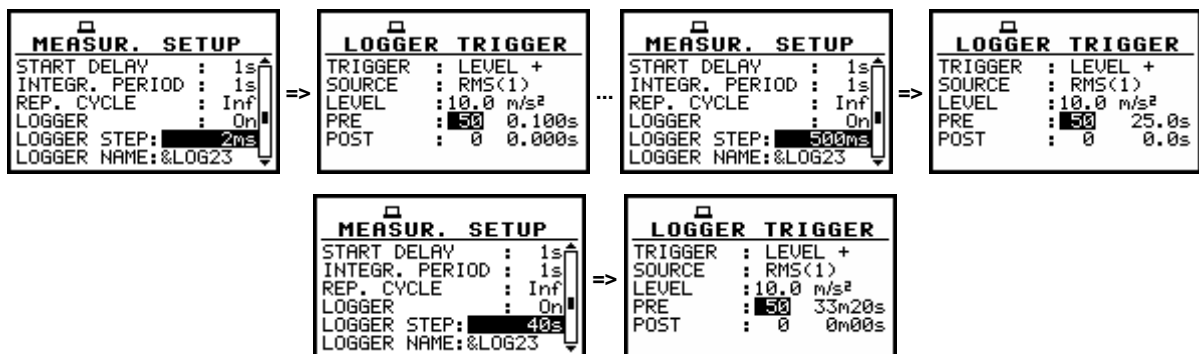 MEASUR. SETUP
START DELAY : 1s
INTEGR. PERIOD : 1s
REP. CYCLE : Inf
LOGGER : On
LOGGER STEP: 2ms
LOGGER NAME:&LOG23
=>
LOGGER TRIGGER
TRIGGER : LEVEL +
SOURCE : RMS(1)
LEVEL :10.0 m/s²
PRE : 50 0.100s
POST : 0 0.000s
...
MEASUR. SETUP
START DELAY : 1s
INTEGR. PERIOD : 1s
REP. CYCLE : Inf
LOGGER : On
LOGGER STEP: 500ms
LOGGER NAME:&LOG23
=>
LOGGER TRIGGER
TRIGGER : LEVEL +
SOURCE : RMS(1)
LEVEL :10.0 m/s²
PRE : 50 25.0s
POST : 0 0.0s
MEASUR. SETUP
START DELAY : 1s
INTEGR. PERIOD : 1s
REP. CYCLE : Inf
LOGGER : On
LOGGER STEP: 40s
LOGGER NAME:&LOG23
=>
LOGGER TRIGGER
TRIGGER : LEVEL +
SOURCE : RMS(1)
LEVEL :10.0 m/s²
PRE : 50 33m20s
POST : 0 0m00s